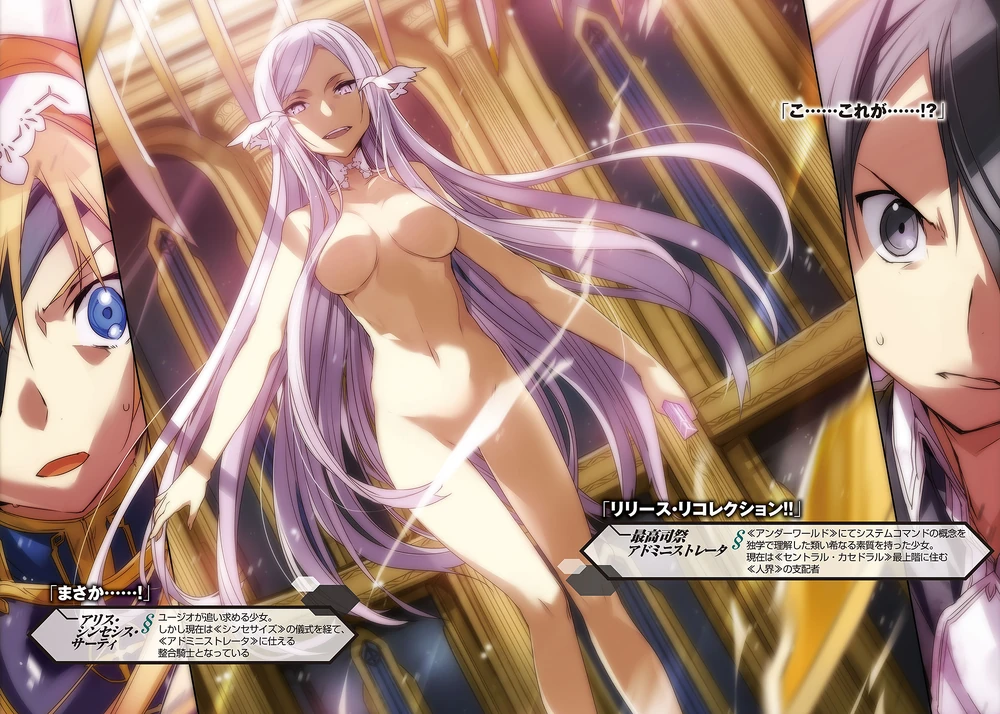 「こ……これが……!?」
「リリース・リコレクション!!」
最高司祭
アドミニストレータ
§
≪アンダーワールド≫にてシステムコマンドの概念を
独学で理解した類い希なる素質を持った少女。
現在は≪セントラル・カセドラル≫最上階に住む
≪人界≫の支配者
「まさか……!」
アリス・
シンセシス・
サーティ
§
ユージオが追い求める少女。
しかし現在は≪シンセサイズ≫の儀式を経て、
≪アドミニストレータ≫に仕える
整合騎士となっている